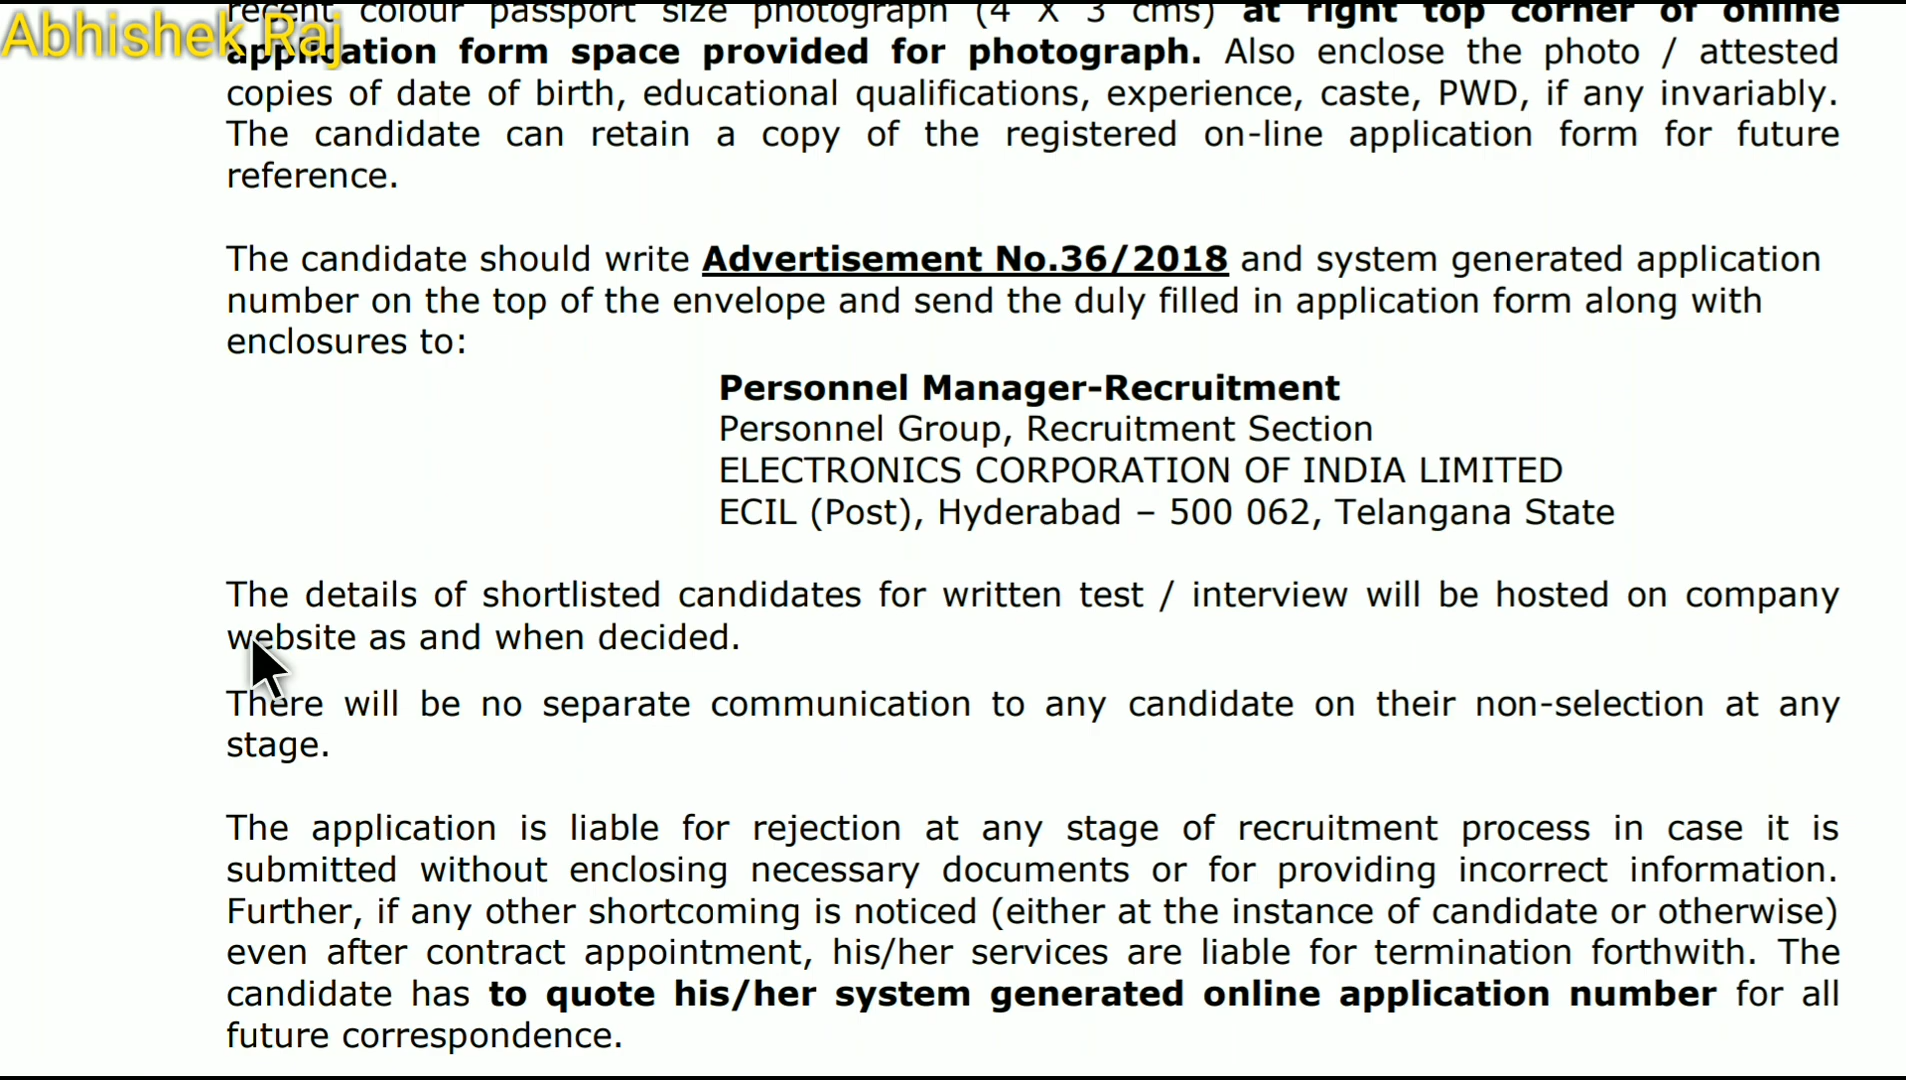 Abhishek Raj
recent colour passport size photograph (4 X 3 cms) at right top corner of online
application form space provided for photograph. Also enclose the photo / attested
copies of date of birth, educational qualifications, experience, caste, PWD, if any invariably.
The candidate can retain a copy of the registered on-line application form for future
reference.
The candidate should write Advertisement No.36/2018 and system generated application
number on the top of the envelope and send the duly filled in application form along with
enclosures to:
Personnel Manager-Recruitment
Personnel Group, Recruitment Section
ELECTRONICS CORPORATION OF INDIA LIMITED
ECIL (Post), Hyderabad – 500 062, Telangana State
The details of shortlisted candidates for written test / interview will be hosted on company
website as and when decided.
There will be no separate communication to any candidate on their non-selection at any
stage.
The application is liable for rejection at any stage of recruitment process in case it is
submitted without enclosing necessary documents or for providing incorrect information.
Further, if any other shortcoming is noticed (either at the instance of candidate or otherwise)
even after contract appointment, his/her services are liable for termination forthwith. The
candidate has to quote his/her system generated online application number for all
future correspondence.